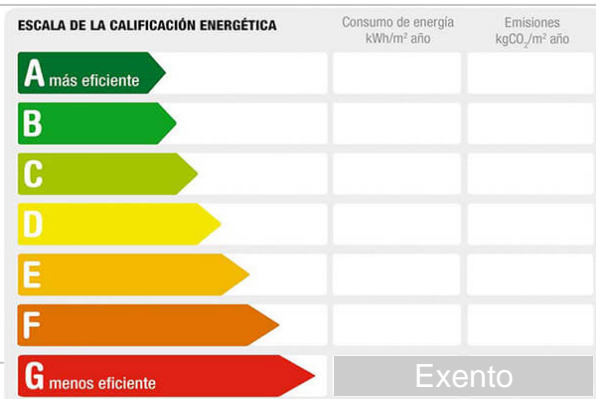 ESCALA DE LA CALIFICACIÓN ENERGÉTICA
Consumo de energía
kWh/m² año
Emisiones
kgCO₂/m² año
A más eficiente
B
C
D
E
F
G menos eficiente
Exento